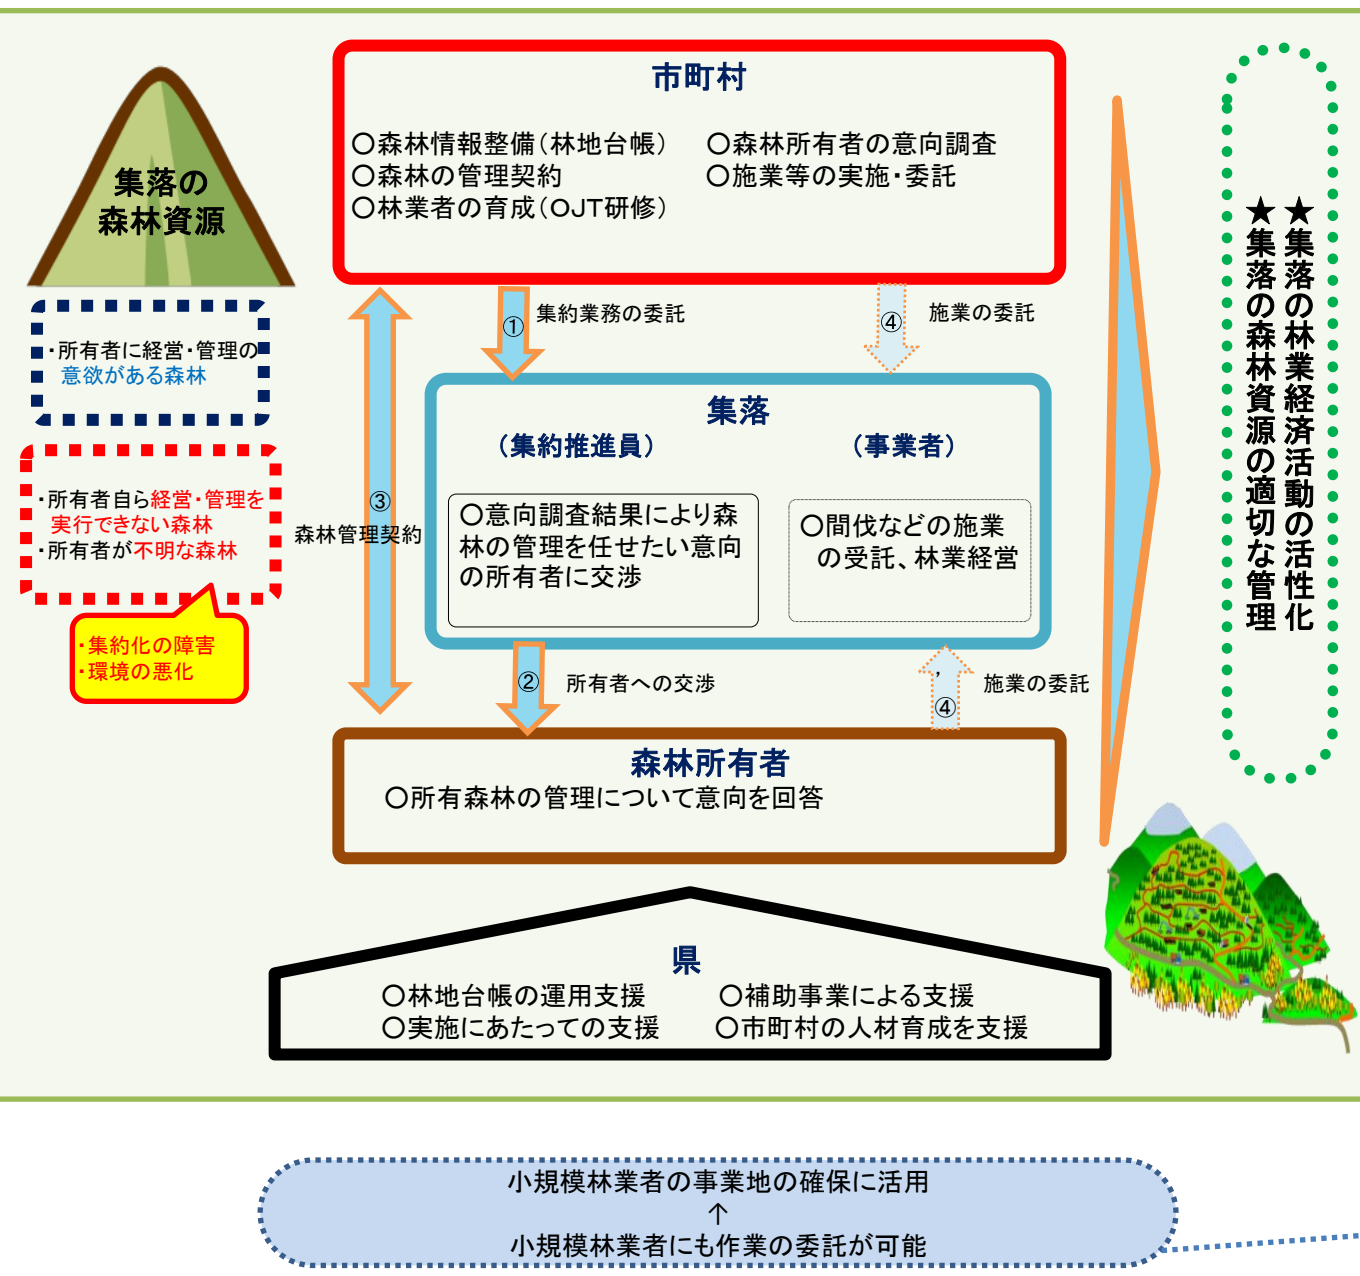 市町村
○森林情報整備（林地台帳）
○森林の管理契約
○林業者の育成（OJT研修）
○森林所有者の意向調査
○施業等の実施・委託
集落の
森林資源
・所有者に経営・管理の
意欲がある森林
・所有者自ら経営・管理を
実行できない森林
・所有者が不明な森林
・集約化の障害
・環境の悪化
①
集約業務の委託
④
施業の委託
③
森林管理契約
集落
（集約推進員）
（事業者）
○意向調査結果により森
林の管理を任せたい意向
の所有者に交渉
○間伐などの施業
の受託、林業経営
②
所有者への交渉
，
④
施業の委託
森林所有者
○所有森林の管理について意向を回答
県
○林地台帳の運用支援
○実施にあたっての支援
○補助事業による支援
○市町村の人材育成を支援
★集落の林業経済活動の活性化
★集落の森林資源の適切な管理
小規模林業者の事業地の確保に活用
↑
小規模林業者にも作業の委託が可能